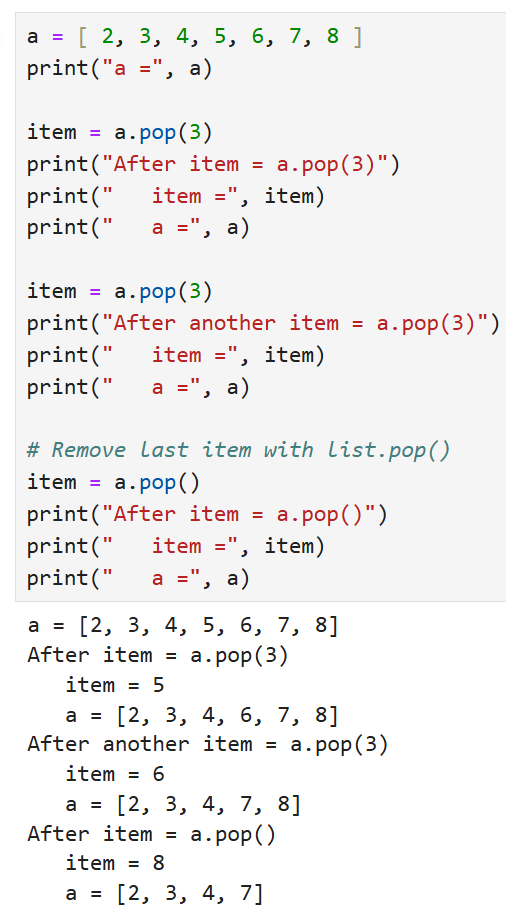 a = [ 2, 3, 4, 5, 6, 7, 8 ]
print("a =", a)

item = a.pop(3)
print("After item = a.pop(3)")
print("   item =", item)
print("   a =", a)

item = a.pop(3)
print("After another item = a.pop(3)")
print("   item =", item)
print("   a =", a)

# Remove last item with list.pop()
item = a.pop()
print("After item = a.pop()")
print("   item =", item)
print("   a =", a)

a = [2, 3, 4, 5, 6, 7, 8]
After item = a.pop(3)
   item = 5
   a = [2, 3, 4, 6, 7, 8]
After another item = a.pop(3)
   item = 6
   a = [2, 3, 4, 7, 8]
After item = a.pop()
   item = 8
   a = [2, 3, 4, 7]